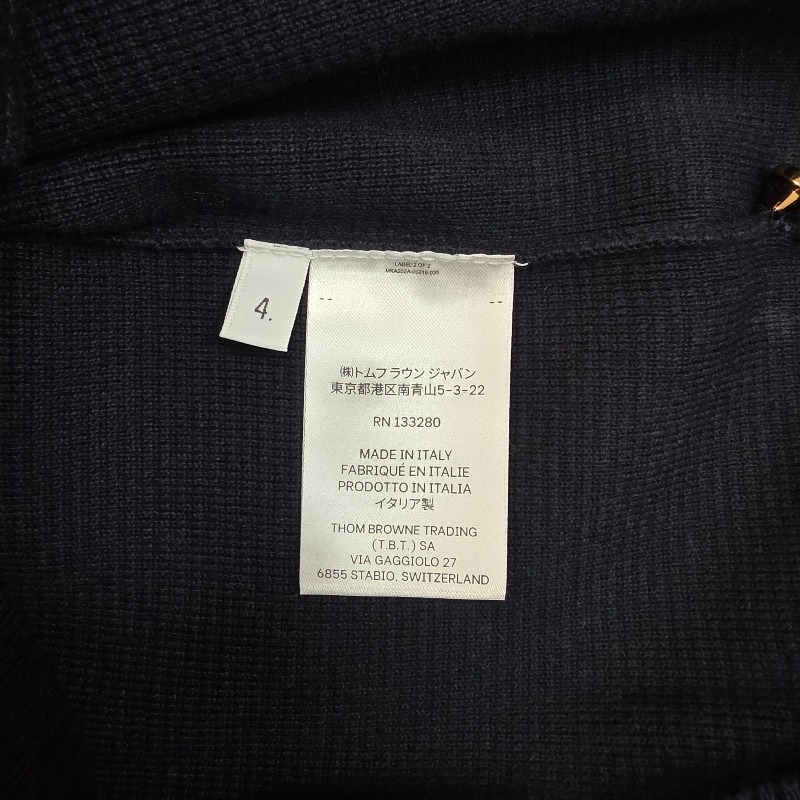 4.
LABEL 2 OF 2
(株)トムブラウン ジャパン
東京都港区南青山5-3-22
RN 133280
MADE IN ITALY
FABRIQUÉ EN ITALIE
PRODOTTO IN ITALIA
イタリア製
THOM BROWNE TRADING
(T.B.T.) SA
VIA GAGGIOLO 27
6855 STABIO, SWITZERLAND